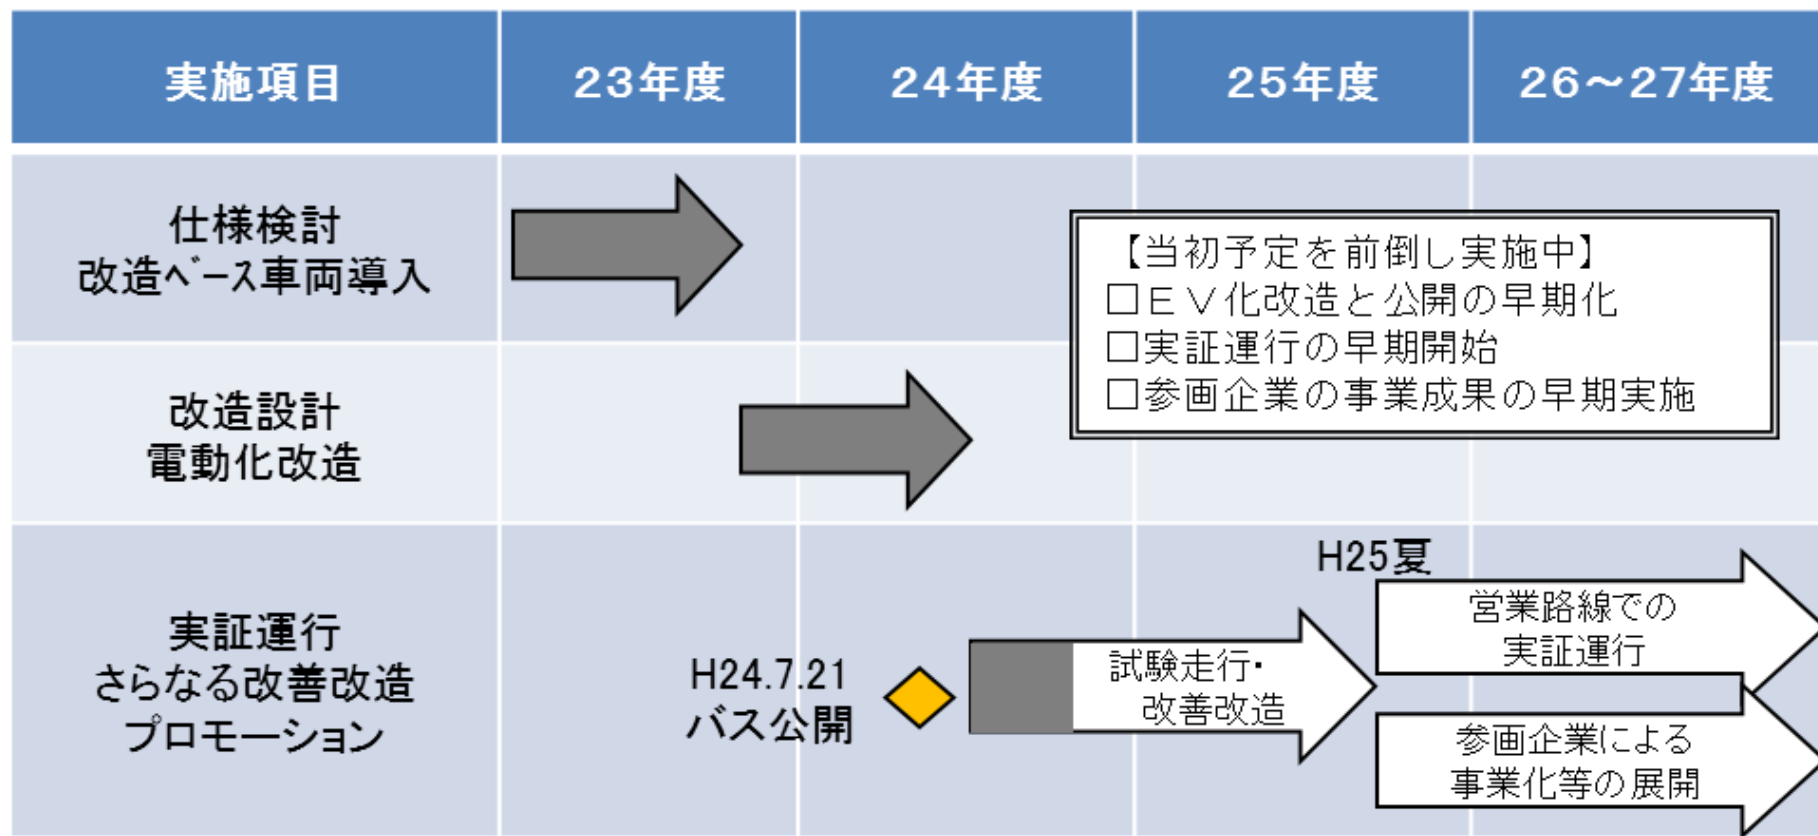 実施項目
23年度
24年度
25年度
26～27年度
仕様検討
改造ﾍﾞｰｽ車両導入
【当初予定を前倒し実施中】
□ＥＶ化改造と公開の早期化
□実証運行の早期開始
□参画企業の事業成果の早期実施
改造設計
電動化改造
実証運行
さらなる改善改造
プロモーション
H24.7.21
バス公開
試験走行・
改善改造
H25夏
営業路線での
実証運行
参画企業による
事業化等の展開